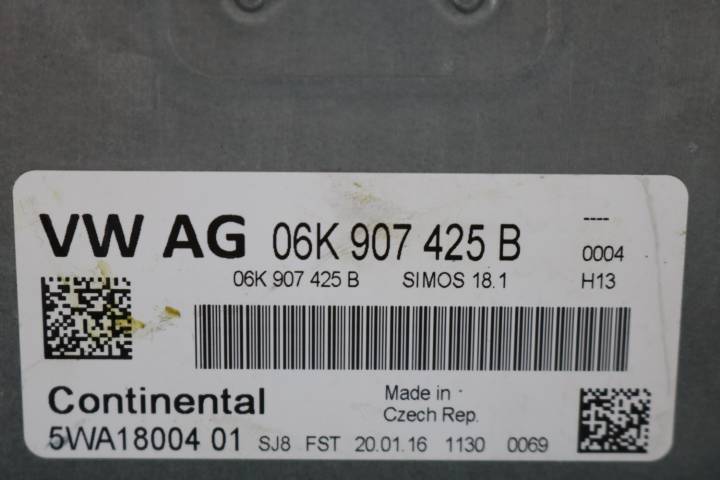 VW AG 06K 907 425 B ----
0004
06K 907 425 B SIMOS 18.1 H13
Continental Made in -
Czech Rep.
5WA18004 01 SJ8 FST 20.01.16 1130 0069